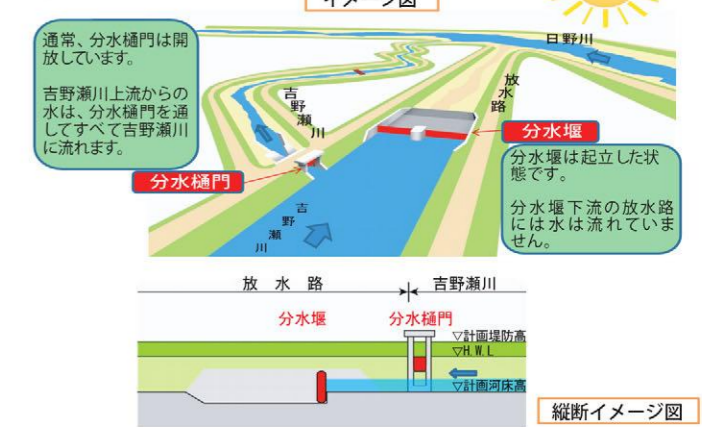 イメージ図
通常、分水樋門は開
放しています。
吉野瀬川上流からの
水は、分水樋門を通
してすべて吉野瀬川
に流れます。
日野川
放水路
吉野瀬川
分水堰
分水樋門
吉野瀬川
分水堰は起立した状
態です。
分水堰下流の放水路
には水は流れていま
せん。
放水路
吉野瀬川
分水堰
分水樋門
▽計画堤防高
▽H.W.L
▽計画河床高
縦断イメージ図